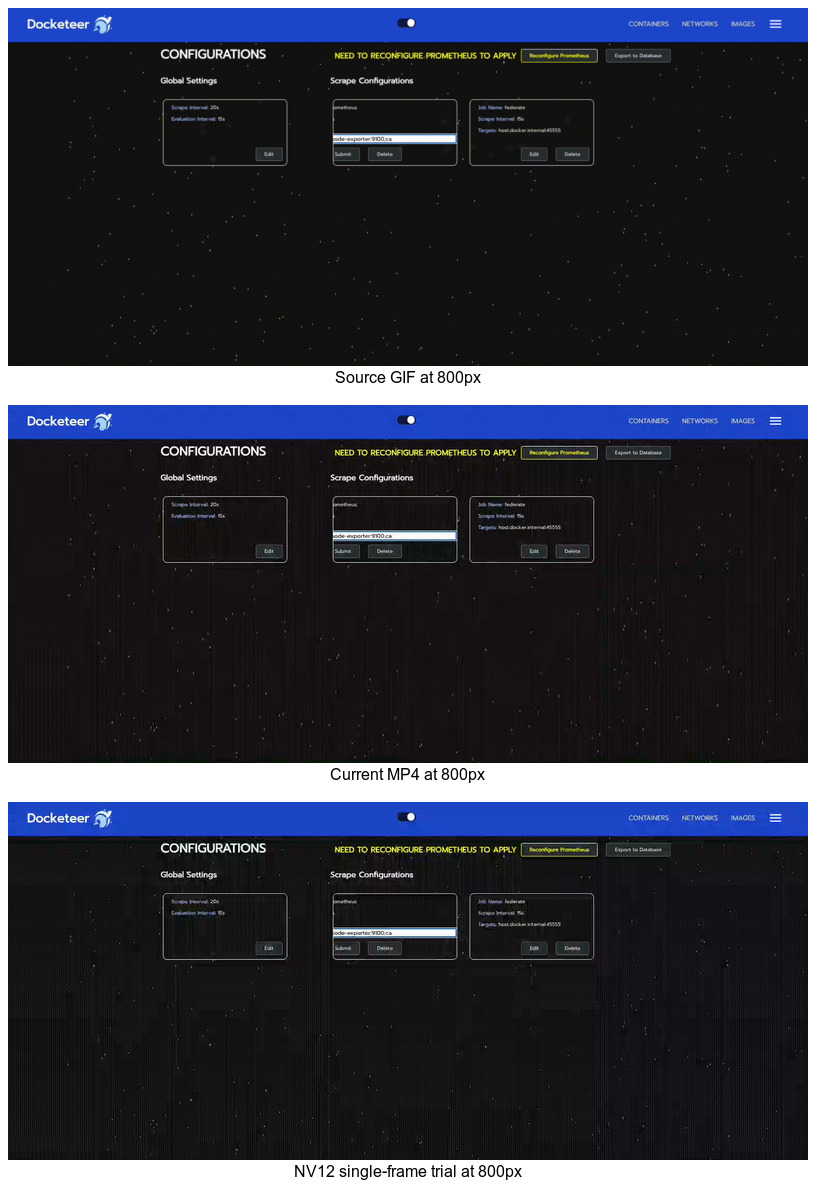 Docketeer
CONTAINERS NETWORKS IMAGES
CONFIGURATIONS
NEED TO RECONFIGURE PROMETHEUS TO APPLY
Reconfigure Prometheus
Export to Database
Global Settings
Scrape Configurations
Scrape Interval: 20s
Evaluation Interval: 15s
Edit
ometheus
ode-exporter:9100,ca
Submit
Delete
Job Name: federate
Scrape Interval: 15s
Targets: host.docker.internal:45555
Edit
Delete
Source GIF at 800px
Docketeer
CONTAINERS NETWORKS IMAGES
CONFIGURATIONS
NEED TO RECONFIGURE PROMETHEUS TO APPLY
Reconfigure Prometheus
Export to Database
Global Settings
Scrape Configurations
Scrape Interval: 20s
Evaluation Interval: 15s
Edit
ometheus
ode-exporter:9100,ca
Submit
Delete
Job Name: federate
Scrape Interval: 15s
Targets: host.docker.internal:45555
Edit
Delete
Current MP4 at 800px
Docketeer
CONTAINERS NETWORKS IMAGES
CONFIGURATIONS
NEED TO RECONFIGURE PROMETHEUS TO APPLY
Reconfigure Prometheus
Export to Database
Global Settings
Scrape Configurations
Scrape Interval: 20s
Evaluation Interval: 15s
Edit
ometheus
ode-exporter:9100,ca
Submit
Delete
Job Name: federate
Scrape Interval: 15s
Targets: host.docker.internal:45555
Edit
Delete
NV12 single-frame trial at 800px